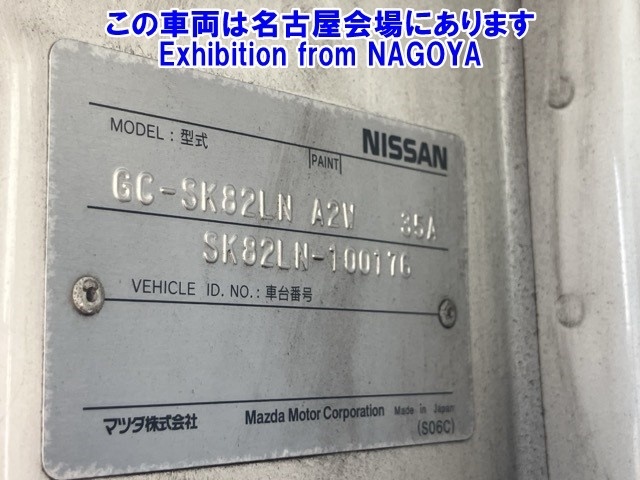 この車両は名古屋会場にあります
Exhibition from NAGOYA
MODEL : 型式
PAINT
NISSAN
GC-SK82LN A2W 35A
SK82LN-100176
VEHICLE ID. NO. : 車台番号
マツダ株式会社 Mazda Motor Corporation Made in Japan
(S06C)